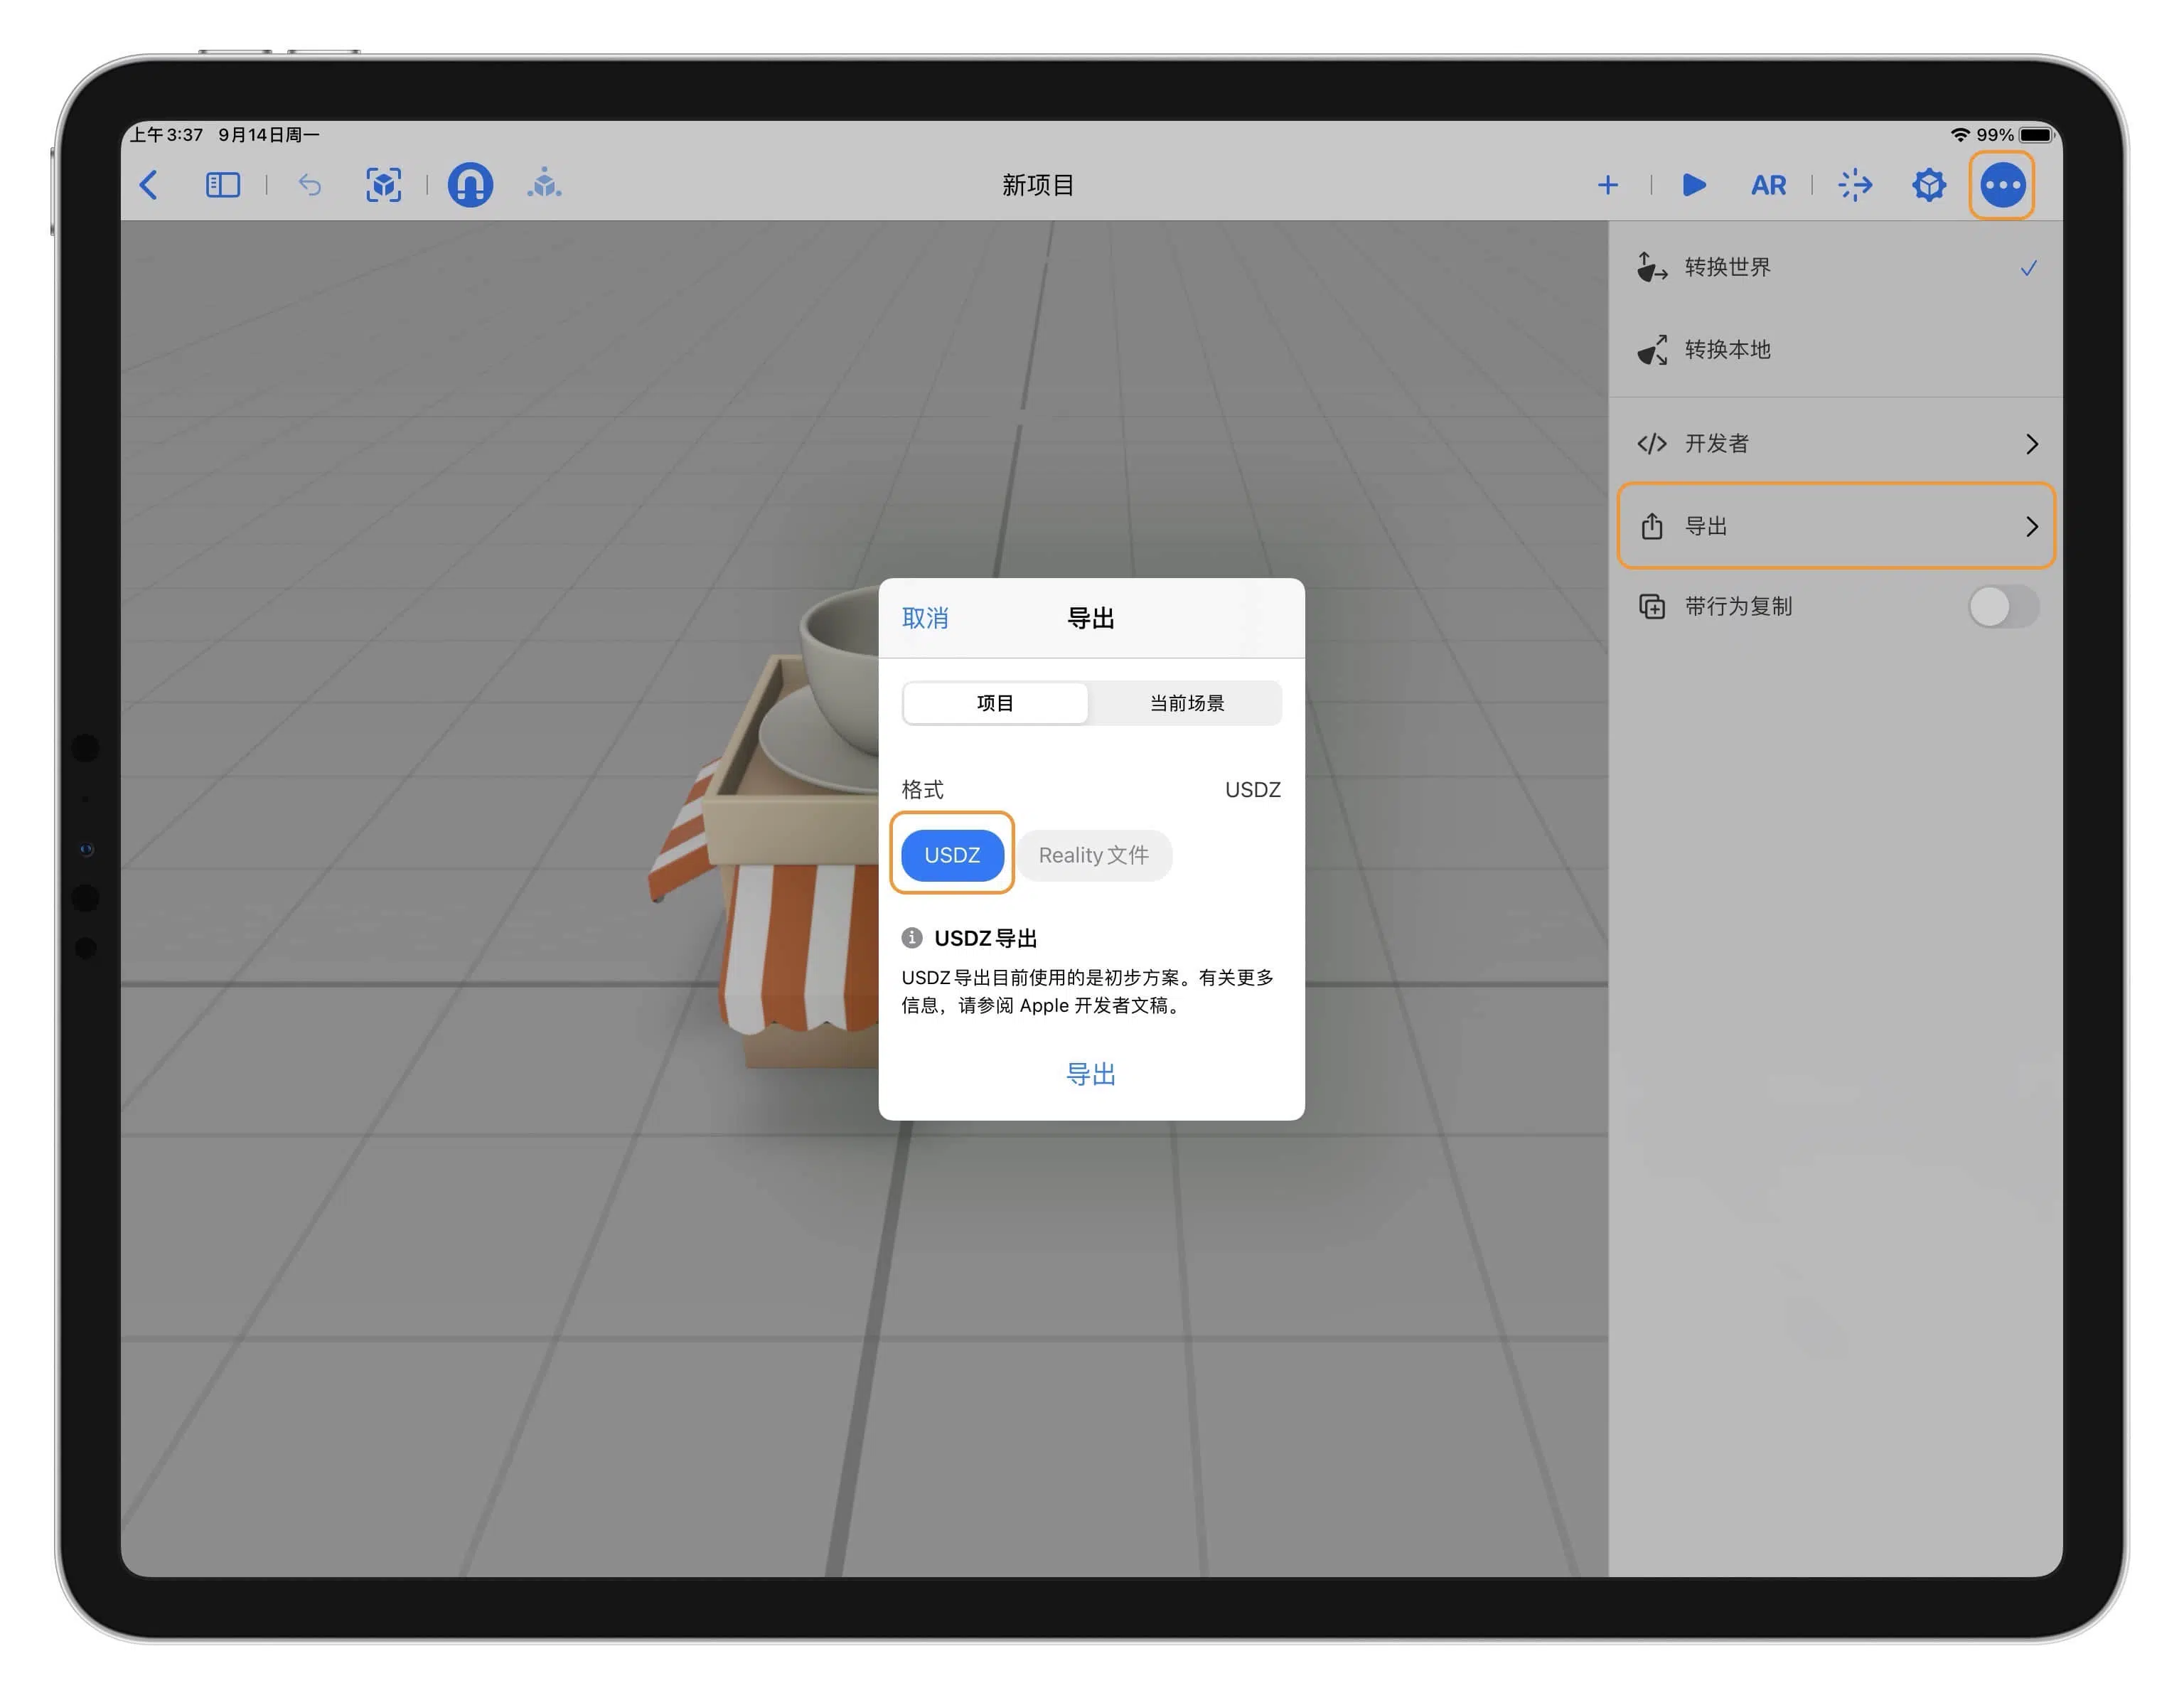 上午3:37 9月14日周一
99%
新项目
AR
转换世界
转换本地
开发者
导出
带行为复制
取消
导出
项目
当前场景
格式
USDZ
USDZ
Reality 文件
USDZ 导出
USDZ 导出目前使用的是初步方案。有关更多
信息，请参阅 Apple 开发者文稿。
导出